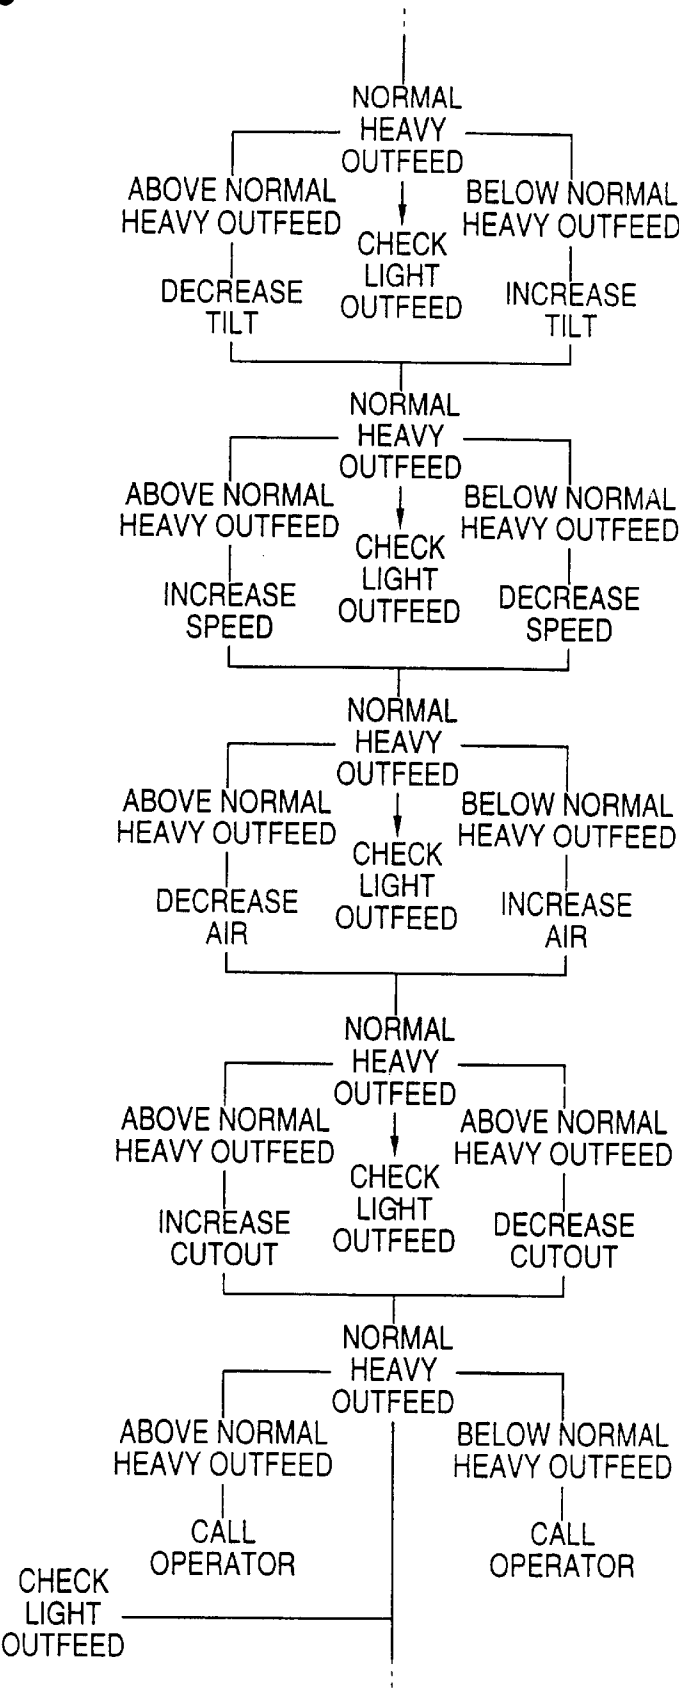 NORMAL
HEAVY
OUTFEED
ABOVE NORMAL
HEAVY OUTFEED
DECREASE
TILT
CHECK
LIGHT
OUTFEED
BELOW NORMAL
HEAVY OUTFEED
INCREASE
TILT
NORMAL
HEAVY
OUTFEED
ABOVE NORMAL
HEAVY OUTFEED
INCREASE
SPEED
CHECK
LIGHT
OUTFEED
BELOW NORMAL
HEAVY OUTFEED
DECREASE
SPEED
NORMAL
HEAVY
OUTFEED
ABOVE NORMAL
HEAVY OUTFEED
DECREASE
AIR
CHECK
LIGHT
OUTFEED
BELOW NORMAL
HEAVY OUTFEED
INCREASE
AIR
NORMAL
HEAVY
OUTFEED
ABOVE NORMAL
HEAVY OUTFEED
INCREASE
CUTOUT
CHECK
LIGHT
OUTFEED
ABOVE NORMAL
HEAVY OUTFEED
DECREASE
CUTOUT
NORMAL
HEAVY
OUTFEED
ABOVE NORMAL
HEAVY OUTFEED
CALL
OPERATOR
BELOW NORMAL
HEAVY OUTFEED
CALL
OPERATOR
CHECK
LIGHT
OUTFEED